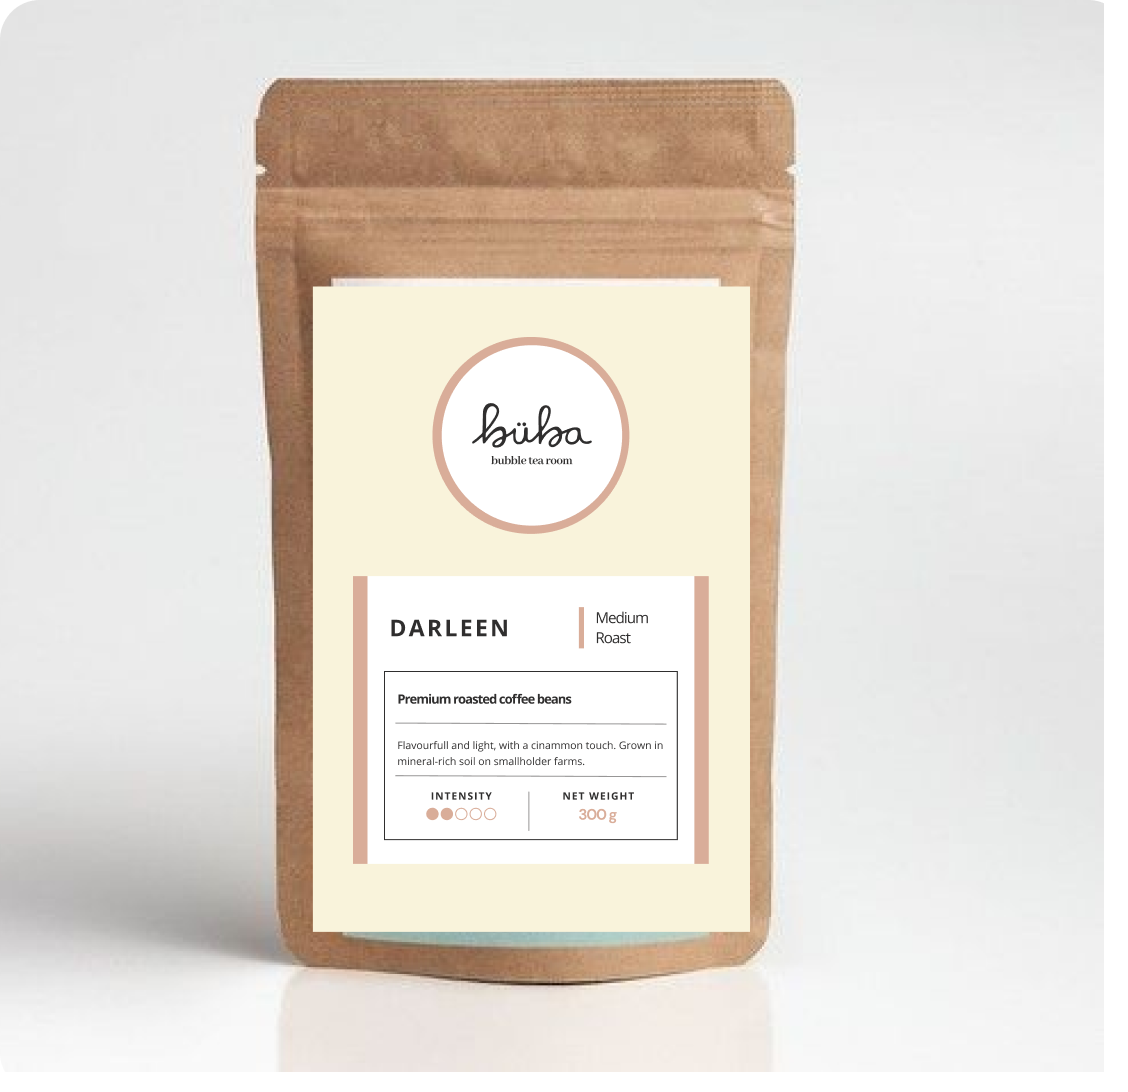 büba
bubble tea room
DARLEEN
Medium
Roast
Premium roasted coffee beans
Flavourfull and light, with a cinammon touch. Grown in
mineral-rich soil on smallholder farms.
INTENSITY
NET WEIGHT
300 g